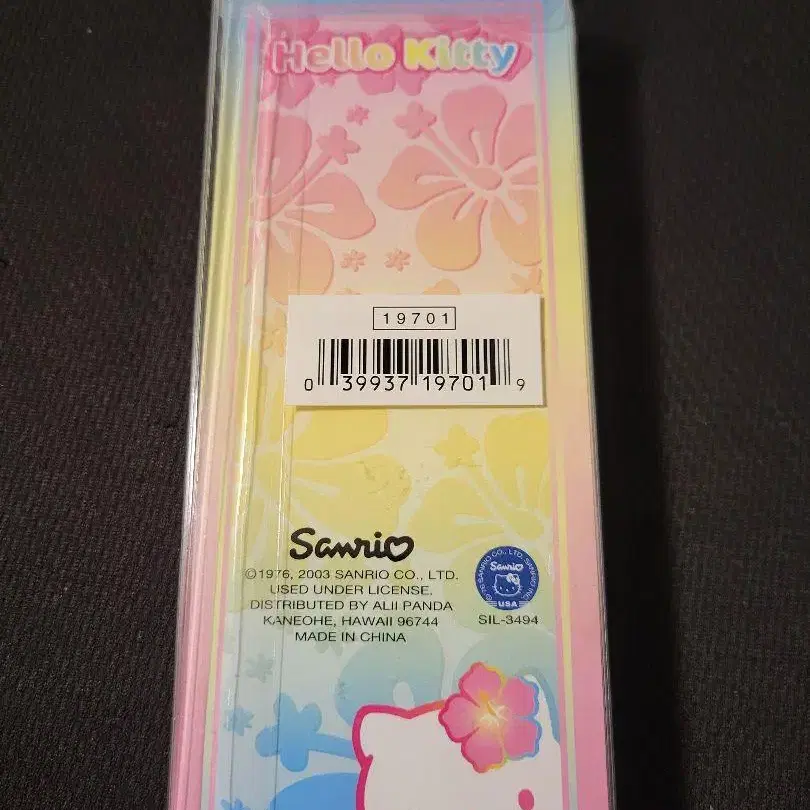 Hello Kitty
19701
0 39937 19701 9
Sanrio
©1976, 2003 SANRIO CO., LTD.
USED UNDER LICENSE.
DISTRIBUTED BY ALII PANDA
KANEOHE, HAWAII 96744
MADE IN CHINA
Sanrio
USA
SIL-3494